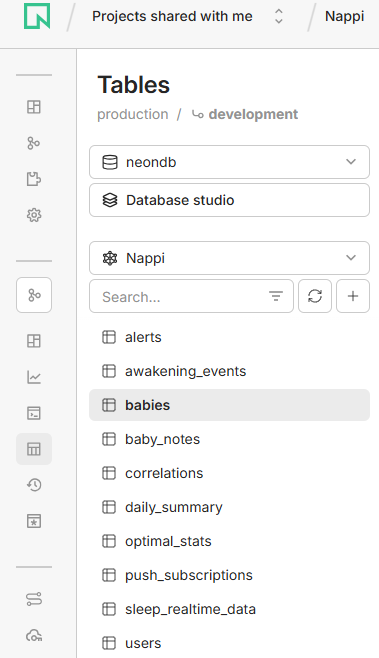 Projects shared with me / Nappi
Tables
production / development
neondb
Database studio
Nappi
Search...
alerts
awakening_events
babies
baby_notes
correlations
daily_summary
optimal_stats
push_subscriptions
sleep_realtime_data
users